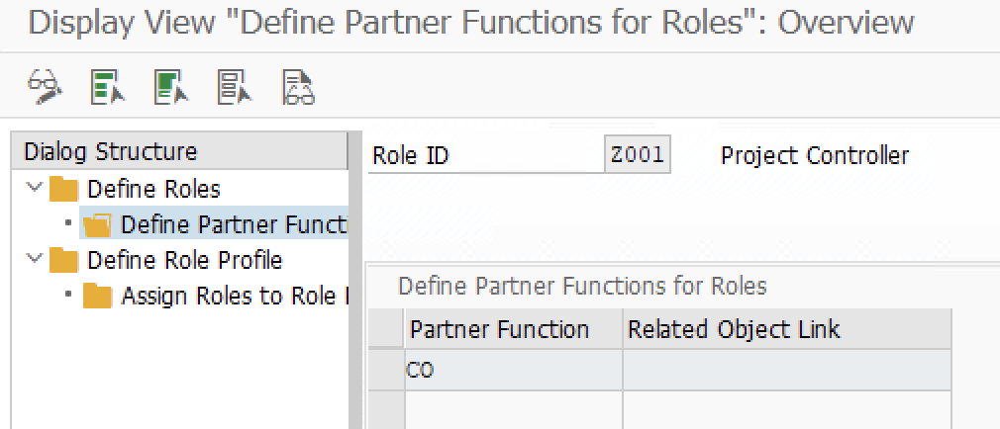 Display View "Define Partner Functions for Roles": Overview
Dialog Structure
Define Roles
Define Partner Functi
Define Role Profile
Assign Roles to Role
Role ID Z001 Project Controller
Define Partner Functions for Roles
Partner Function Related Object Link
CO